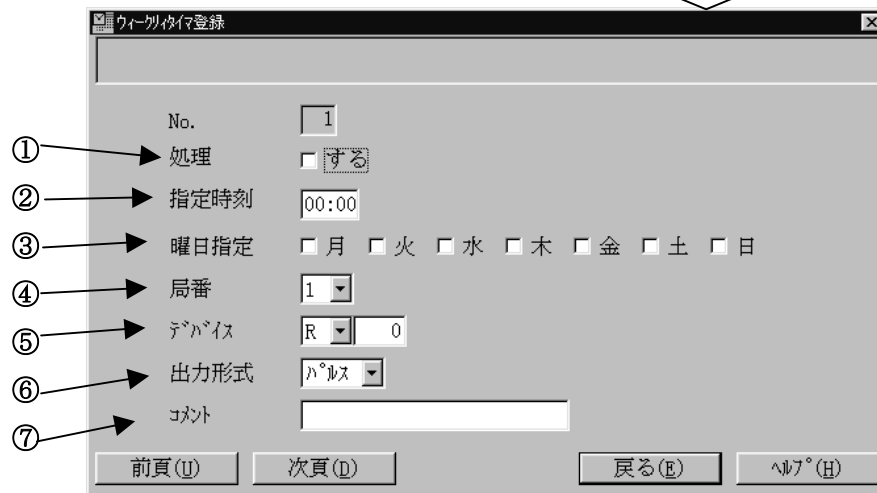 ウィークリィタイマ登録
No. 1
① 処理 する
② 指定時刻 00:00
③ 曜日指定 月 火 水 木 金 土 日
④ 局番 1
⑤ デバイス R 0
⑥ 出力形式 パルス
⑦ コメント
前頁(U) 次頁(D) 戻る(E) ヘルプ(H)